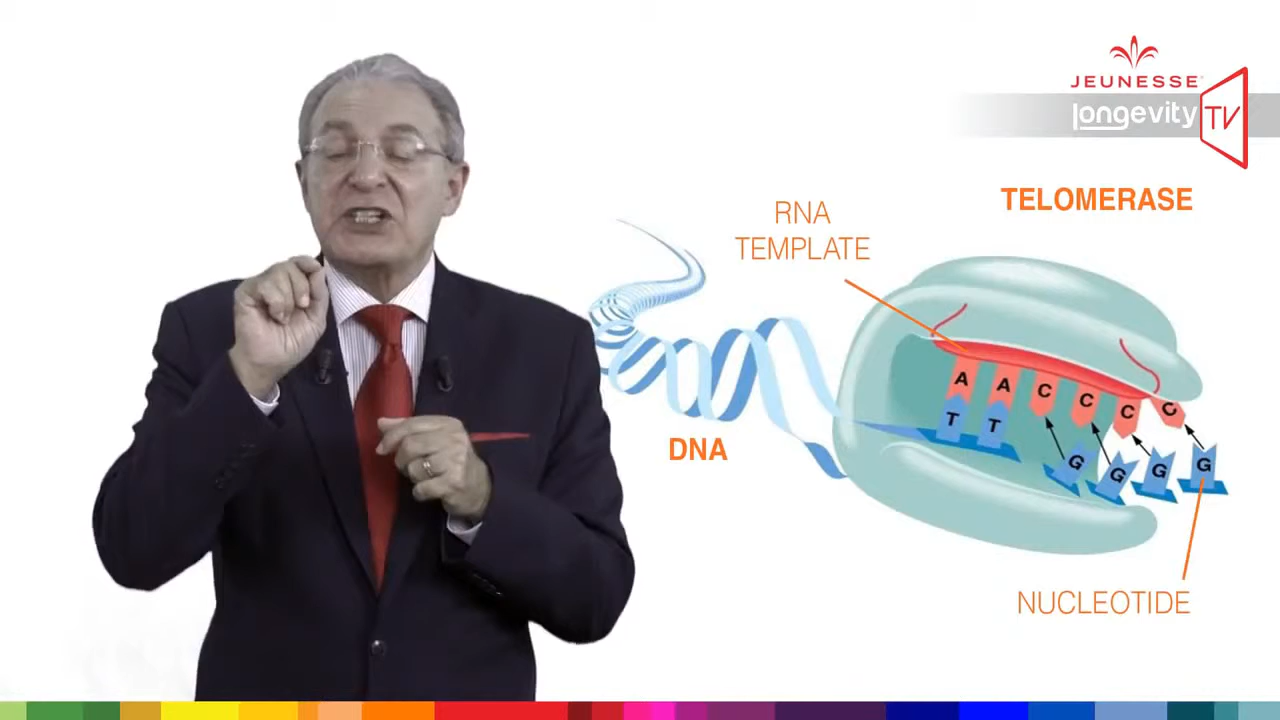 JEUNESSE
longevity TV
TELOMERASE
RNA
TEMPLATE
A A C C C C
T T
G G G G
DNA
NUCLEOTIDE